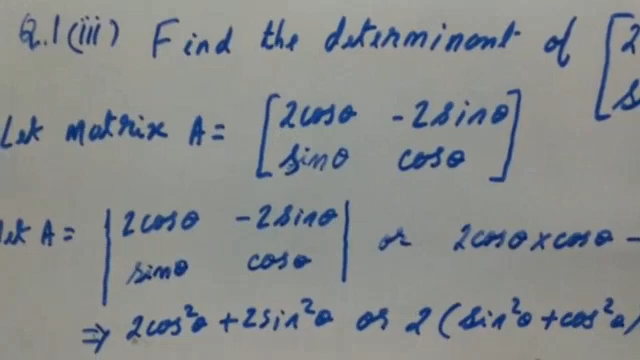 Q.1(iii) Find the determinant of [2
Let matrix A = [2cosθ -2sinθ
sinθ cosθ]
det A = |2cosθ -2sinθ| or 2cosθ×cosθ -
|sinθ cosθ|
⇒ 2cos²θ + 2sin²θ or 2(sin²θ + cos²θ)